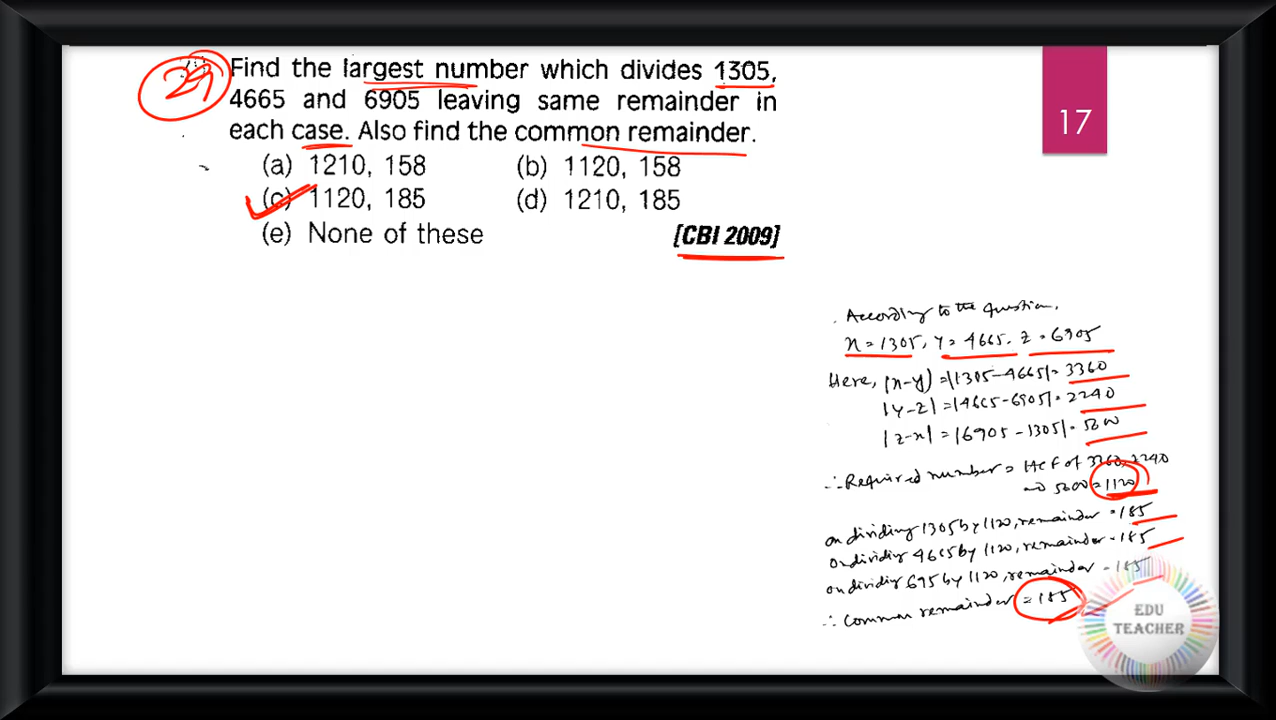 29
Find the largest number which divides 1305,
4665 and 6905 leaving same remainder in
each case. Also find the common remainder.
(a) 1210, 158 (b) 1120, 158
(c) 1120, 185 (d) 1210, 185
(e) None of these [CBI 2009]
17
According to the question,
x = 1305, y = 4665. z = 6905
Here, |x-y| = |1305-4665| = 3360
|y-z| = |4665-6905| = 2240
|z-x| = |6905-1305| = 5600
∴ Required number = HCF of 3360, 2240
and 5600 = 1120
on dividing 1305 by 1120, remainder = 185
on dividing 4665 by 1120, remainder = 185
on dividing 695 by 1120, remainder = 185
∴ Common remainder = 185
EDU
TEACHER